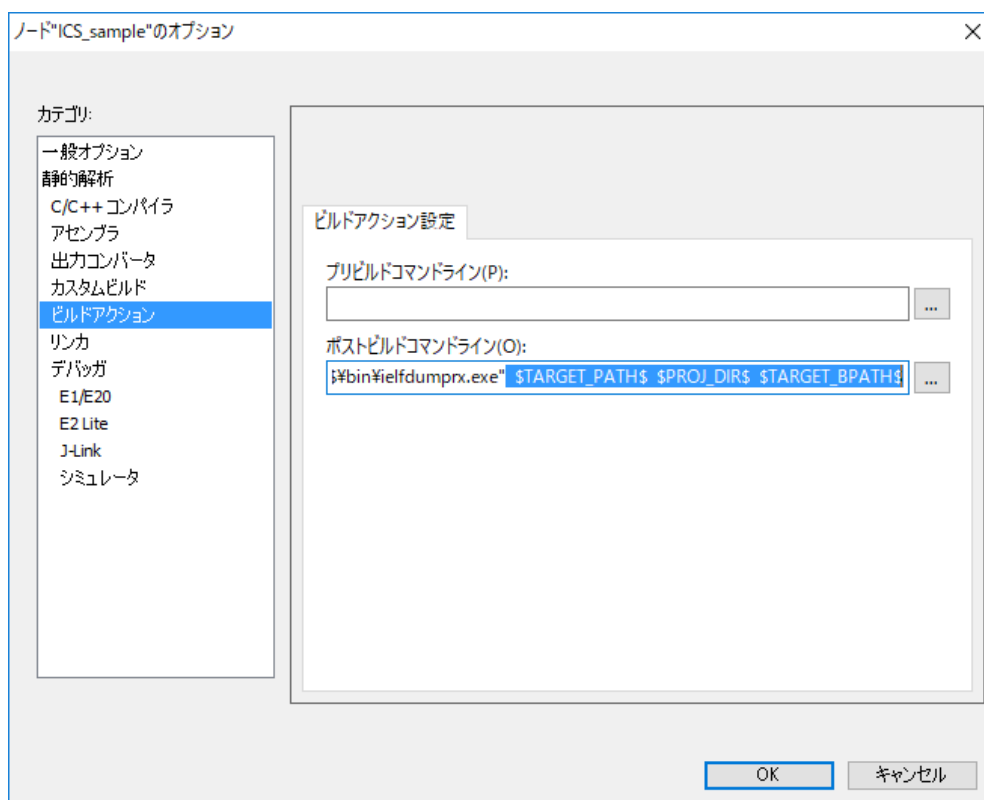 ノード"ICS_sample"のオプション
カテゴリ:
一般オプション
静的解析
C/C++ コンパイラ
アセンブラ
出力コンバータ
カスタムビルド
ビルドアクション
リンカ
デバッガ
E1/E20
E2 Lite
J-Link
シミュレータ
ビルドアクション設定
プリビルドコマンドライン(P):
...
ポストビルドコマンドライン(O):
$¥bin¥ielfdumprx.exe" $TARGET_PATH$ $PROJ_DIR$ $TARGET_BPATH$
...
OK
キャンセル